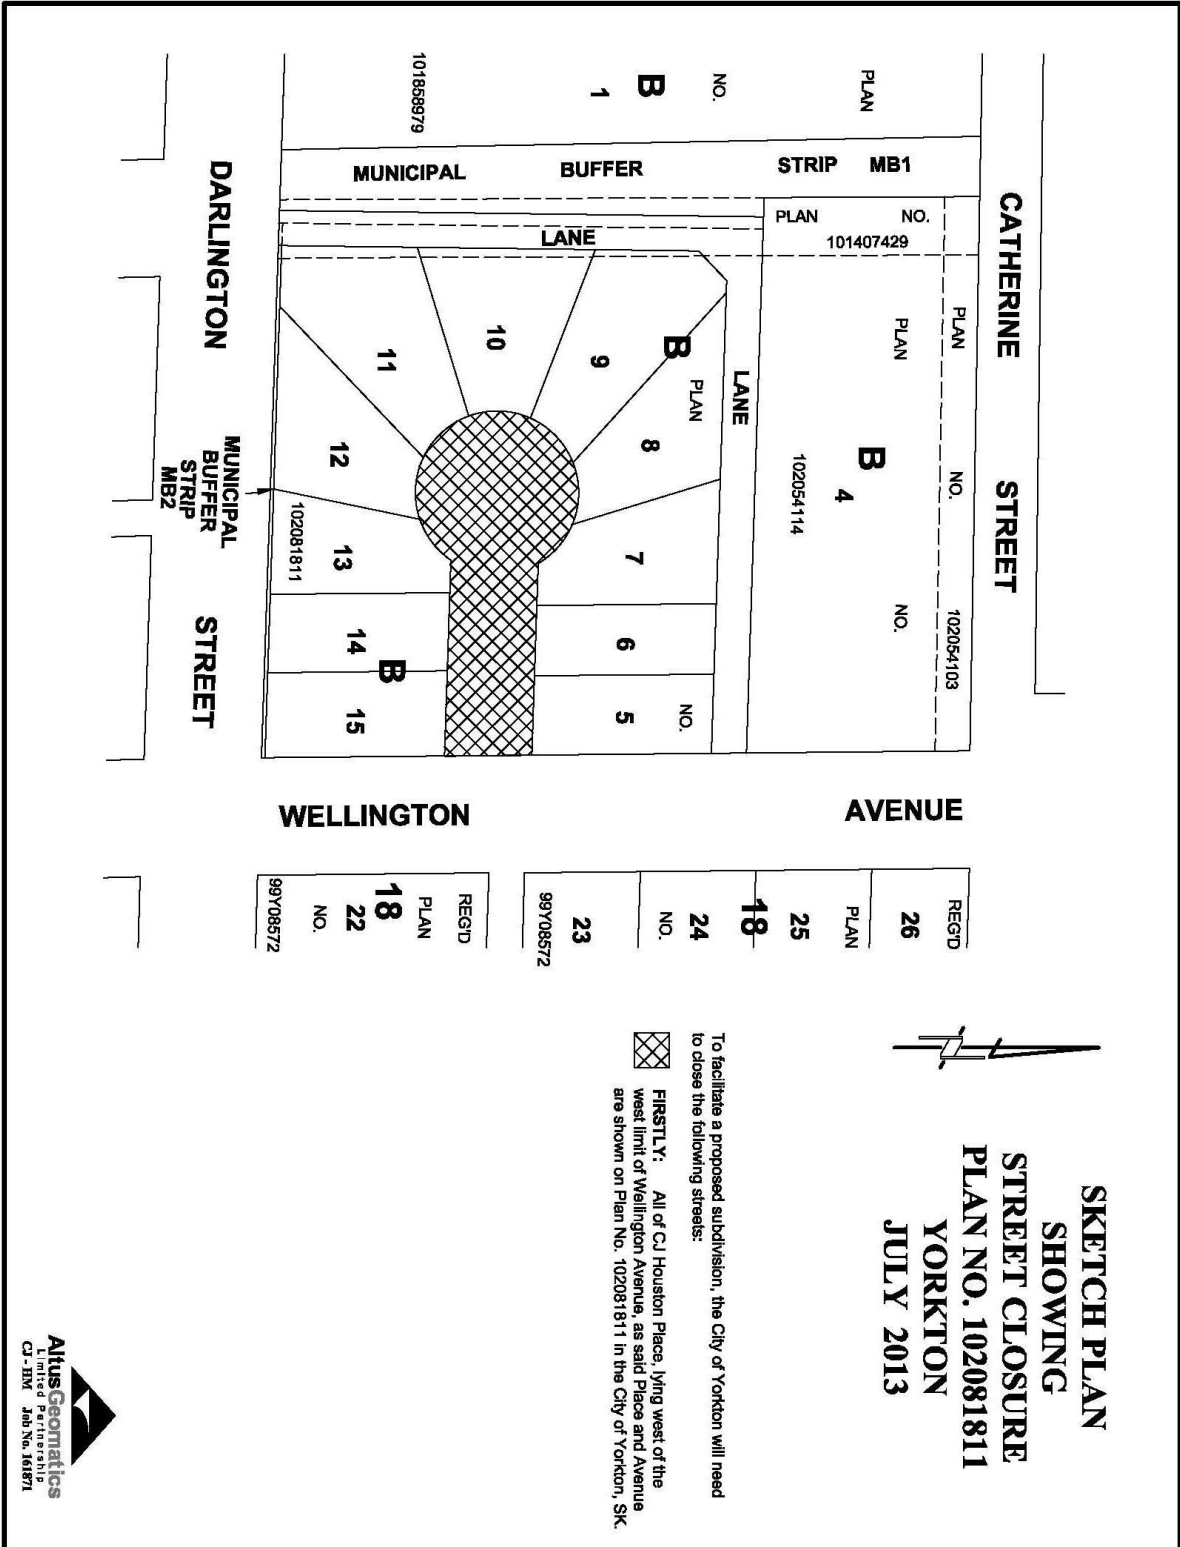 SKETCH PLAN
SHOWING
STREET CLOSURE
PLAN NO. 102081811
YORKTON
JULY 2013
To facilitate a proposed subdivision, the City of Yorkton will need
to close the following streets:
FIRSTLY: All of CJ Houston Place, lying west of the
west limit of Wellington Avenue, as said Place and Avenue
are shown on Plan No. 102081811 in the City of Yorkton, SK.
CATHERINE STREET
PLAN NO. 102054103
PLAN
NO.
B
1
101858979
MUNICIPAL BUFFER STRIP MB1
PLAN NO.
101407429
PLAN NO.
B
4
102054114
LANE
LANE
B
PLAN NO.
5
6
7
8
9
10
11
12
13
14
15
B
102081811
MUNICIPAL
BUFFER
STRIP
MB2
DARLINGTON STREET
WELLINGTON AVENUE
REG'D
26
PLAN
25
18
24
NO.
23
99Y08572
REG'D
PLAN
18
22
NO.
99Y08572
AltusGeomatics
Limited Partnership
CJ - HM Job No. 161871